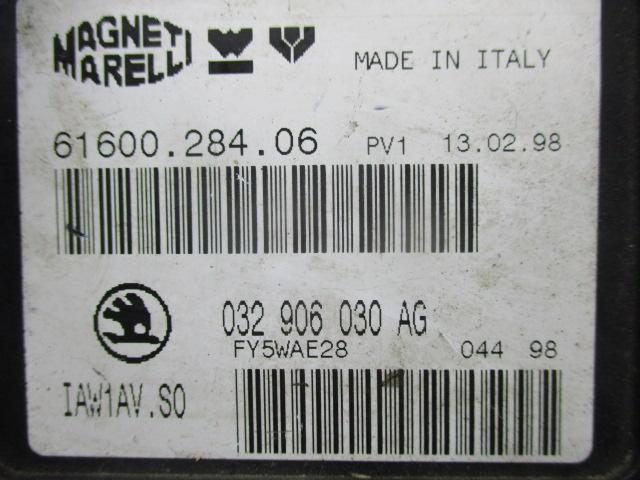 MAGNETI
MARELLI
MADE IN ITALY
61600.284.06 PV1 13.02.98
032 906 030 AG
FY5WAE28 044 98
IAW1AV.S0